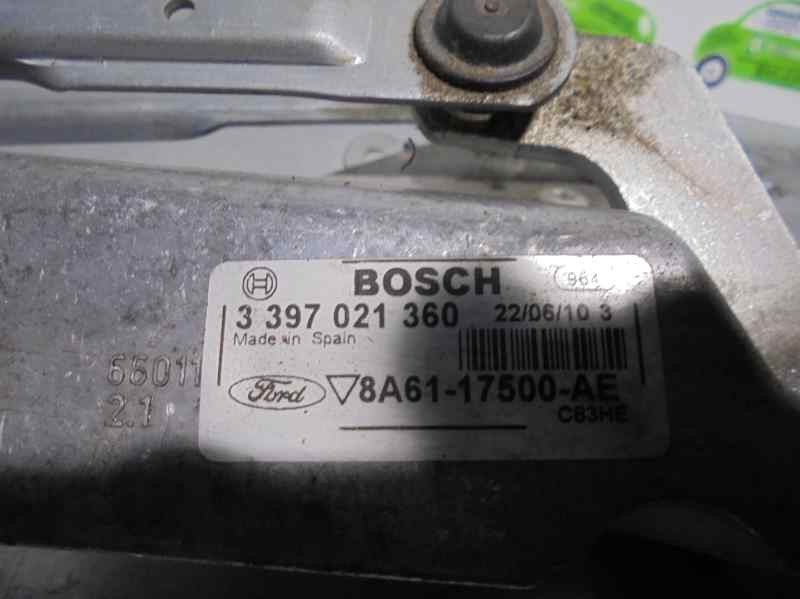 BOSCH
964
3 397 021 360
22/06/10 3
Made in Spain
Ford
8A61-17500-AE
C83HE
66011
2.1